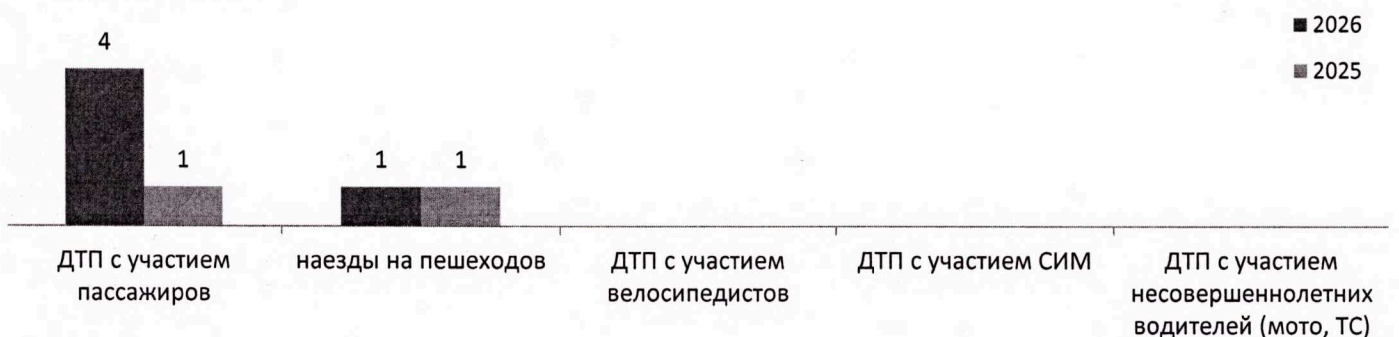 4
2026
2025
1
1
1
ДТП с участием
пассажиров
наезды на пешеходов
ДТП с участием
велосипедистов
ДТП с участием СИМ
ДТП с участием
несовершеннолетних
водителей (мото, ТС)